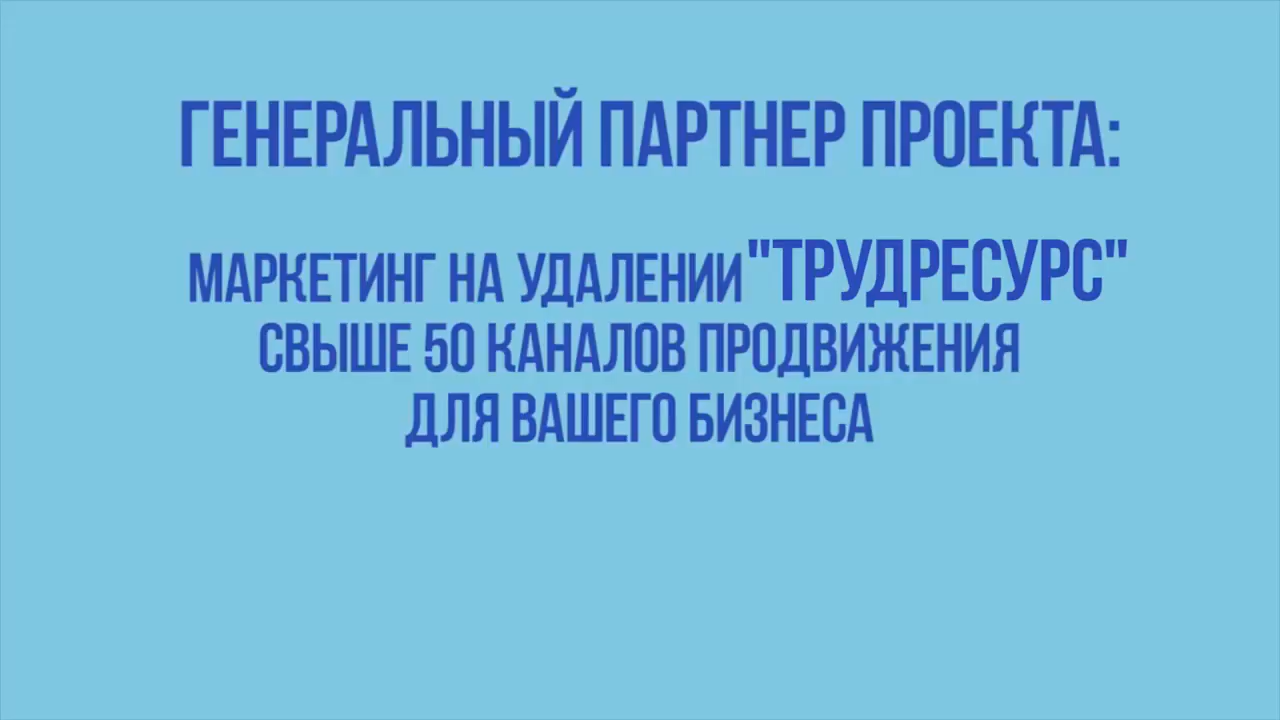 ГЕНЕРАЛЬНЫЙ ПАРТНЕР ПРОЕКТА:
МАРКЕТИНГ НА УДАЛЕНИИ "ТРУДРЕСУРС"
СВЫШЕ 50 КАНАЛОВ ПРОДВИЖЕНИЯ
ДЛЯ ВАШЕГО БИЗНЕСА